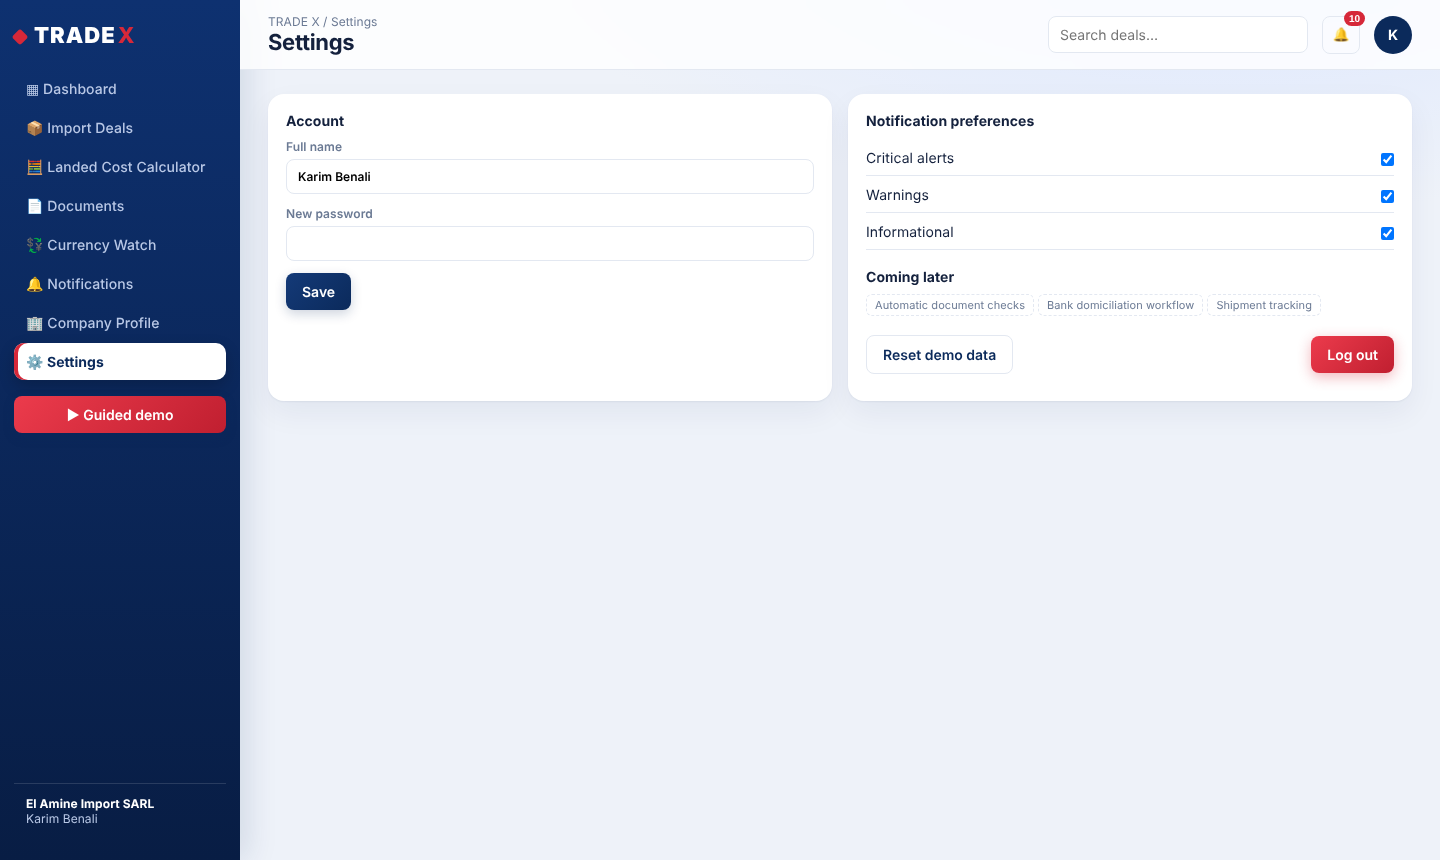 TRADE X
Dashboard
Import Deals
Landed Cost Calculator
Documents
Currency Watch
Notifications
Company Profile
Settings
Guided demo
El Amine Import SARL
Karim Benali
TRADE X / Settings
Settings
Search deals...
10
K
Account
Full name
Karim Benali
New password
Save
Notification preferences
Critical alerts
Warnings
Informational
Coming later
Automatic document checks
Bank domiciliation workflow
Shipment tracking
Reset demo data
Log out